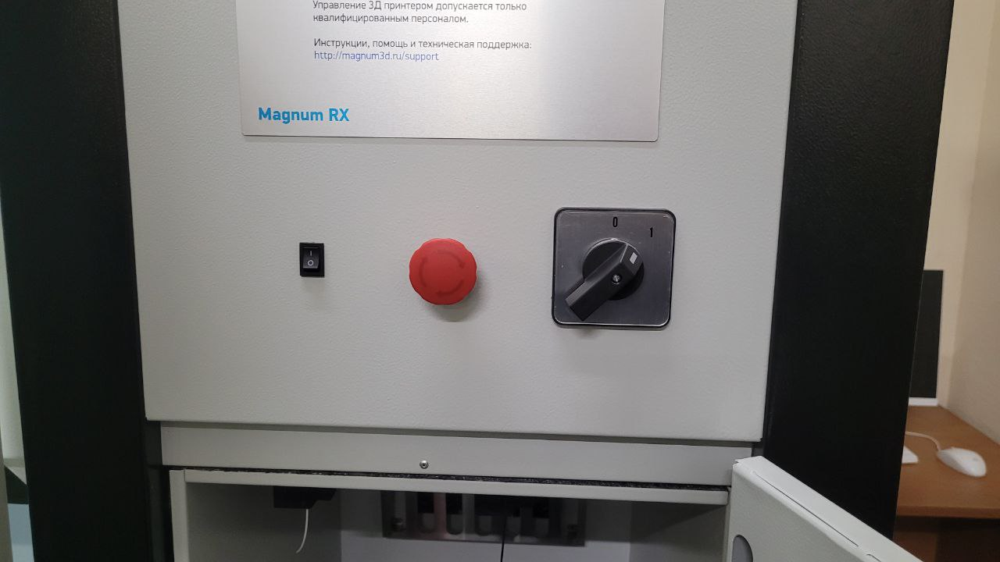 Управление 3Д принтером допускается только
квалифицированным персоналом.
Инструкции, помощь и техническая поддержка:
http://magnum3d.ru/support
Magnum RX
0
1
I
O